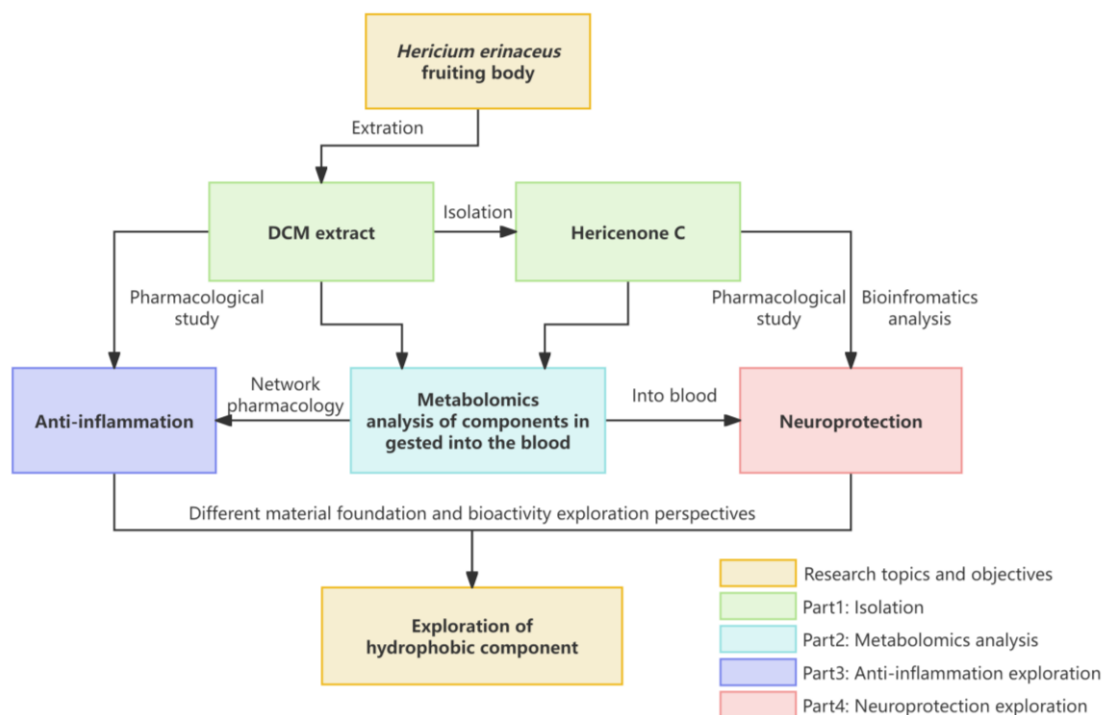 Hericium erinaceus
fruiting body
Extration
DCM extract
Isolation
Hericenone C
Pharmacological
study
Pharmacological
study
Bioinfromatics
analysis
Anti-inflammation
Network
pharmacology
Metabolomics
analysis of components in
gested into the blood
Into blood
Neuroprotection
Different material foundation and bioactivity exploration perspectives
Exploration of
hydrophobic component
Research topics and objectives
Part1: Isolation
Part2: Metabolomics analysis
Part3: Anti-inflammation exploration
Part4: Neuroprotection exploration